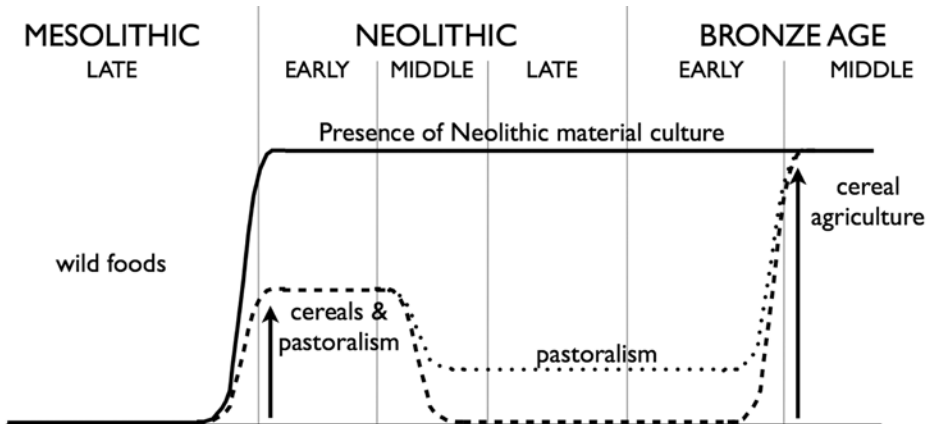 MESOLITHIC
NEOLITHIC
BRONZE AGE
LATE
EARLY
MIDDLE
LATE
EARLY
MIDDLE
Presence of Neolithic material culture
cereal
agriculture
wild foods
cereals &
pastoralism
pastoralism